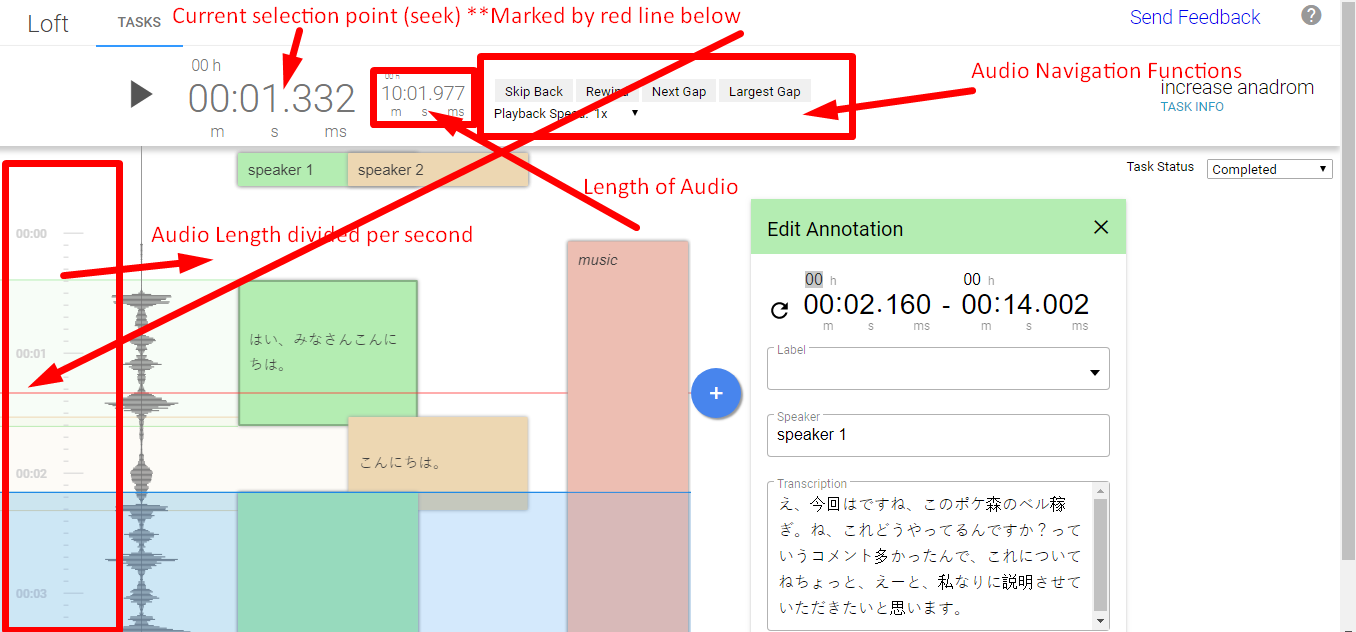 Loft
TASKS
Current selection point (seek) **Marked by red line below
Send Feedback
?
00 h
00:01.332
m s ms
00 h
10:01.977
m s ms
Skip Back Rewind Next Gap Largest Gap
Playback Speed: 1x
Audio Navigation Functions
increase anadrom
TASK INFO
speaker 1
speaker 2
Task Status
Completed
Length of Audio
Audio Length divided per second
00:00
00:01
00:02
00:03
music
はい、みなさんこんに
ちは。
こんにちは。
+
Edit Annotation
00 h 00 h
00:02.160 - 00:14.002
m s ms m s ms
Label
Speaker
speaker 1
Transcription
え、今回はですね、このポケ森のベル稼
ぎ。ね、これどうやってるんですか？って
いうコメント多かったんで、これについて
ねちょっと、えーと、私なりに説明させて
いただきたいと思います。